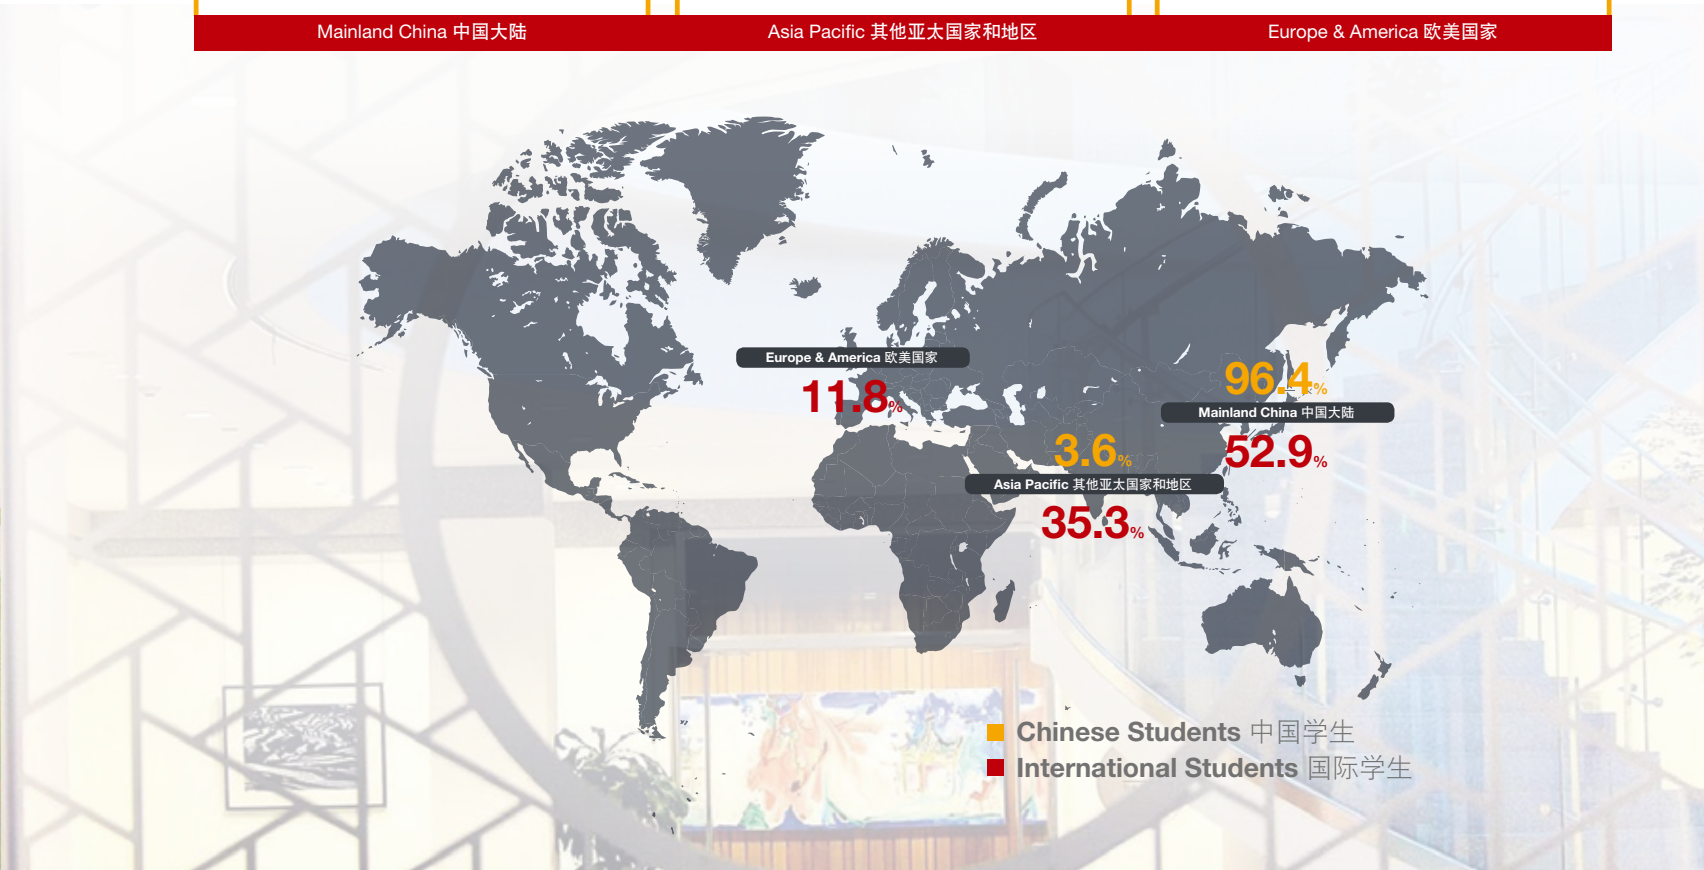 Mainland China 中国大陆
Asia Pacific 其他亚太国家和地区
Europe & America 欧美国家
Europe & America 欧美国家
11.8%
96.4%
Mainland China 中国大陆
52.9%
3.6%
Asia Pacific 其他亚太国家和地区
35.3%
Chinese Students 中国学生
International Students 国际学生